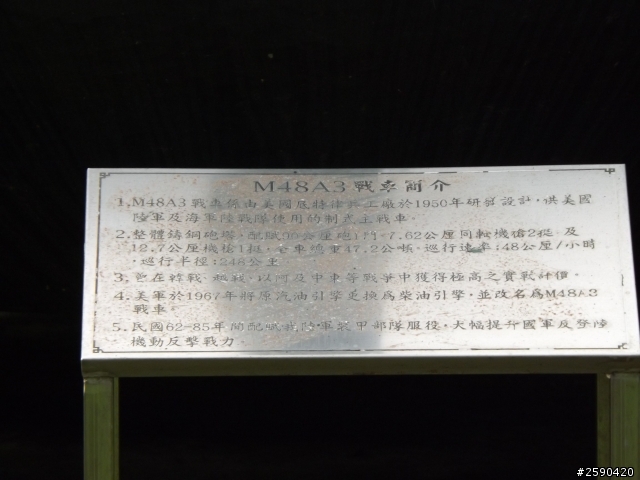 M48A3戰車簡介
1.M48A3戰車係由美國底特律兵工廠於1950年研發設計,供美國
陸軍及海軍陸戰隊使用的制式主戰車.
2.整體鑄鋼砲塔.配賦90公厘砲1門.7.62公厘同軸機槍2挺.及
12.7公厘機槍1挺.全車總重47.2公噸.巡行速率:48公里/小時
.巡行半徑:248公里
3.曾在韓戰.越戰.以阿及中東等戰爭中獲得極高之實戰評價.
4.美軍於1967年將原汽油引擎更換為柴油引擎,並改名為M48A3
戰車.
5.民國62-85年間配賦我陸軍裝甲部隊服役,大幅提升國軍反登陸
機動反擊戰力.
#2590420